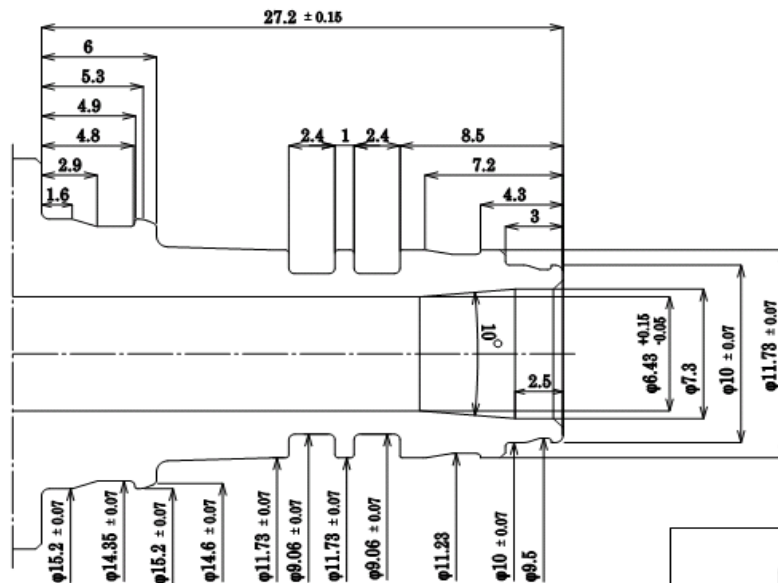 27.2 ± 0.15
6
5.3
4.9
4.8
2.9
1.6
2.4
1
2.4
8.5
7.2
4.3
3
10°
2.5
φ6.43 +0.15 -0.05
φ7.3
φ10 ± 0.07
φ11.73 ± 0.07
φ15.2 ± 0.07
φ14.35 ± 0.07
φ15.2 ± 0.07
φ14.6 ± 0.07
φ11.73 ± 0.07
φ9.06 ± 0.07
φ11.73 ± 0.07
φ9.06 ± 0.07
φ11.23
φ10 ± 0.07
φ9.5